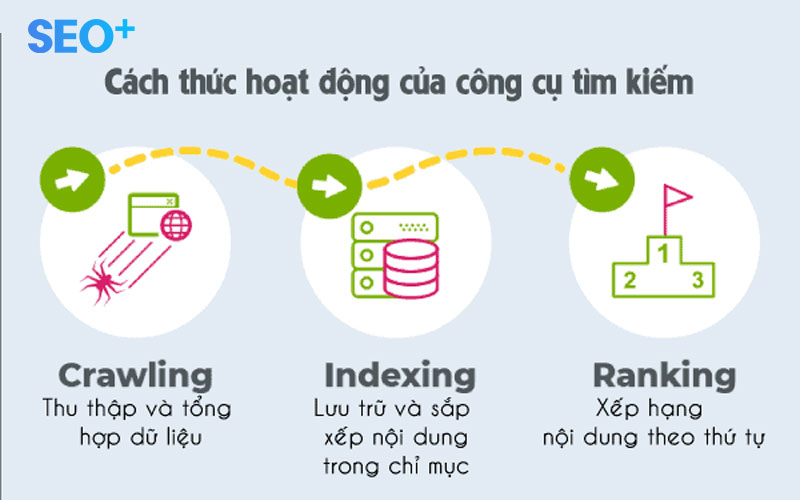 SEO+
Cách thức hoạt động của công cụ tìm kiếm
1
2
3
Crawling
Thu thập và tổng
hợp dữ liệu
Indexing
Lưu trữ và sắp
xếp nội dung
trong chỉ mục
Ranking
Xếp hạng
nội dung theo thứ tự